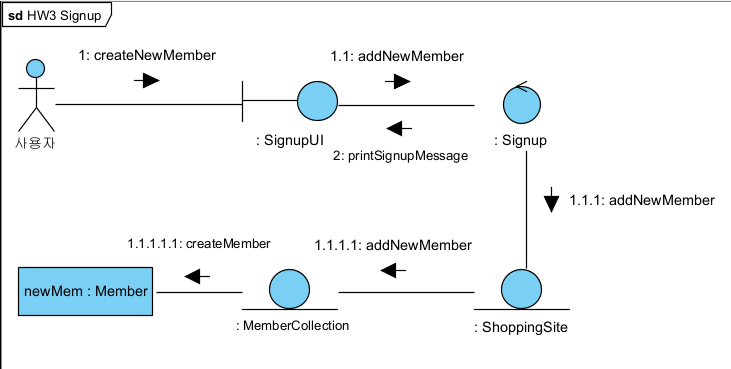 sd HW3 Signup
1: createNewMember
1.1: addNewMember
사용자
: SignupUI
: Signup
2: printSignupMessage
1.1.1: addNewMember
1.1.1.1.1: createMember
1.1.1.1: addNewMember
newMem : Member
: MemberCollection
: ShoppingSite